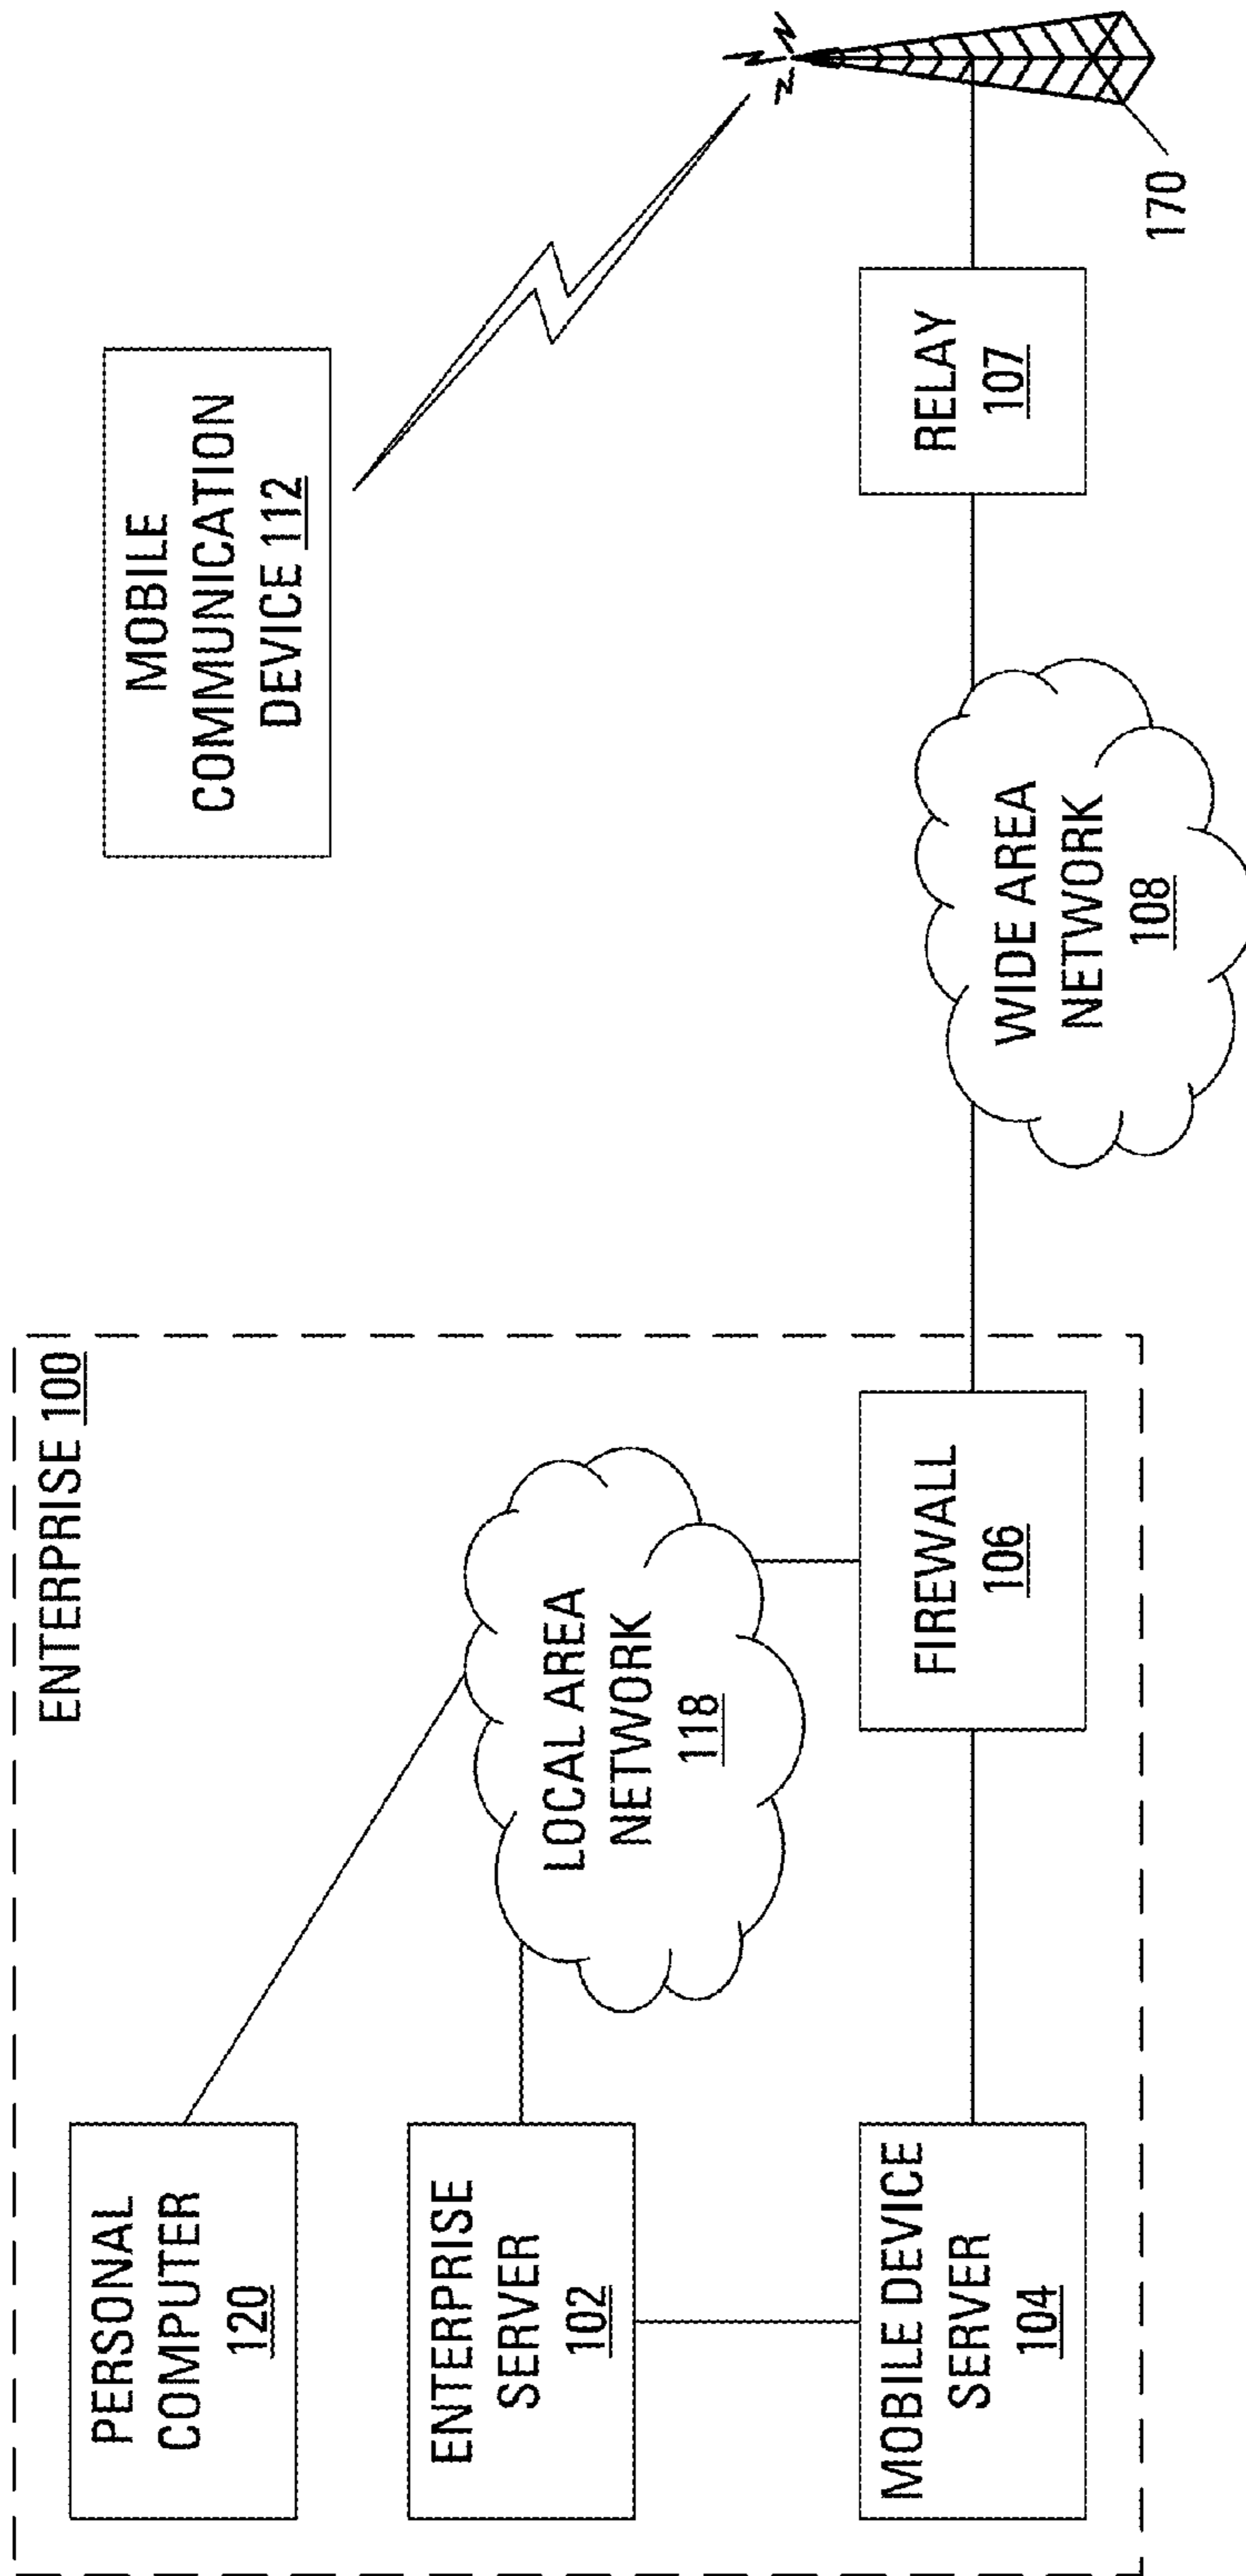 ENTERPRISE 100
PERSONAL
COMPUTER
120
ENTERPRISE
SERVER
102
MOBILE DEVICE
SERVER
104
LOCAL AREA
NETWORK
118
FIREWALL
106
WIDE AREA
NETWORK
108
MOBILE
COMMUNICATION
DEVICE 112
RELAY
107
170